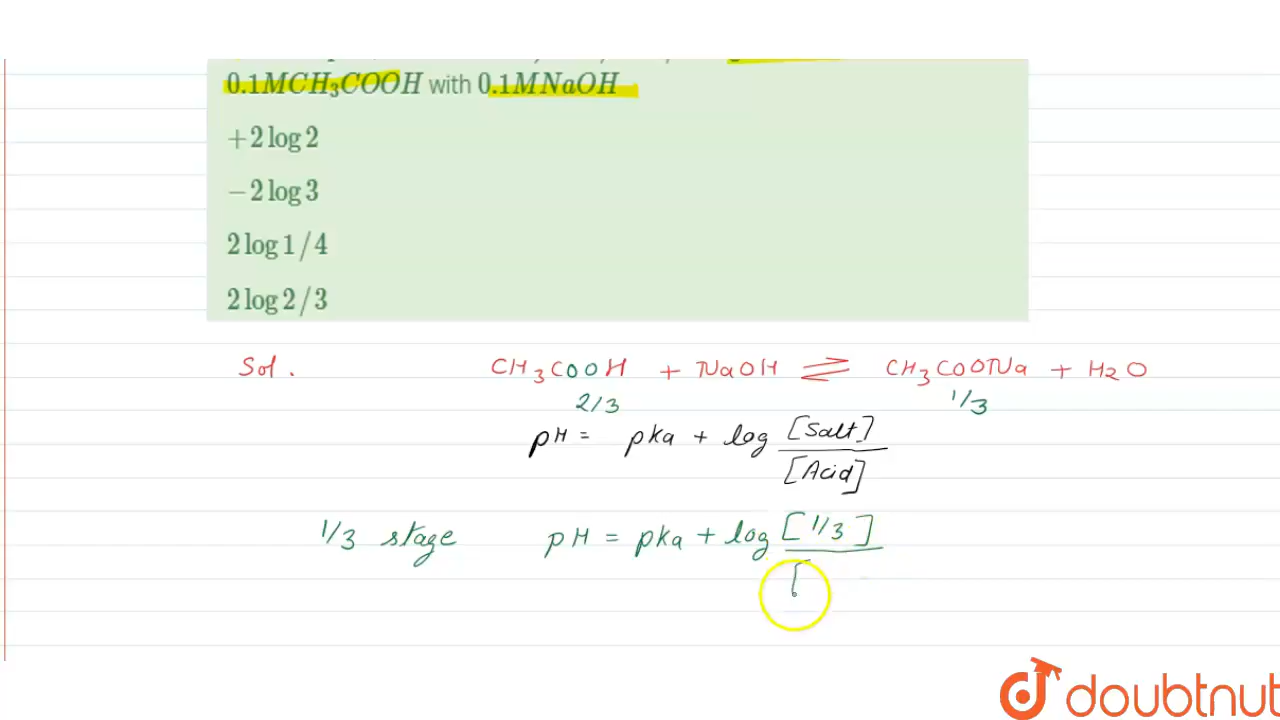 0.1MCH₃COOH with 0.1MNaOH
+2 log 2
−2 log 3
2 log 1/4
2 log 2/3
Sol. CH₃COOH + NaOH ⇌ CH₃COONa + H₂O
2/3 1/3
pH = pka + log [Salt]/[Acid]
1/3 stage pH = pka + log [1/3]/[
doubtnut